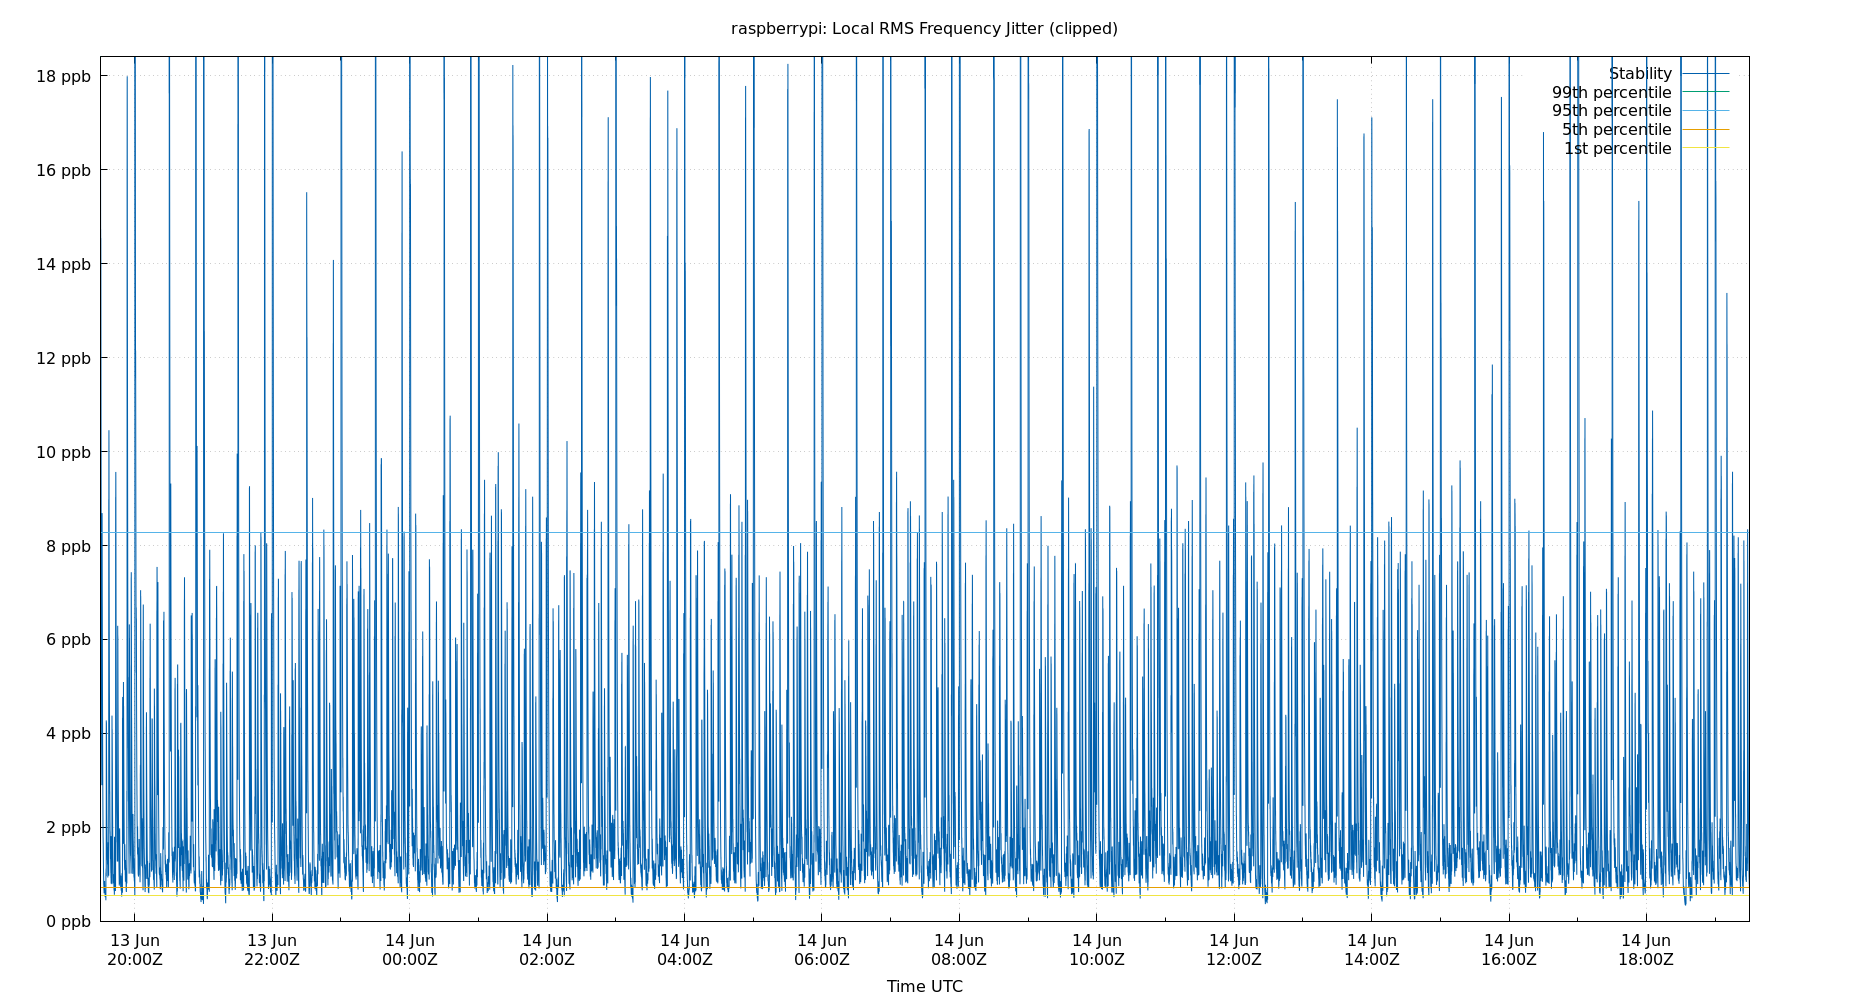 raspberrypi: Local RMS Frequency Jitter (clipped)
18 ppb
16 ppb
14 ppb
12 ppb
10 ppb
8 ppb
6 ppb
4 ppb
2 ppb
0 ppb
Stability
99th percentile
95th percentile
5th percentile
1st percentile
13 Jun 13 Jun 14 Jun 14 Jun 14 Jun 14 Jun 14 Jun 14 Jun 14 Jun 14 Jun 14 Jun 14 Jun
20:00Z 22:00Z 00:00Z 02:00Z 04:00Z 06:00Z 08:00Z 10:00Z 12:00Z 14:00Z 16:00Z 18:00Z
Time UTC